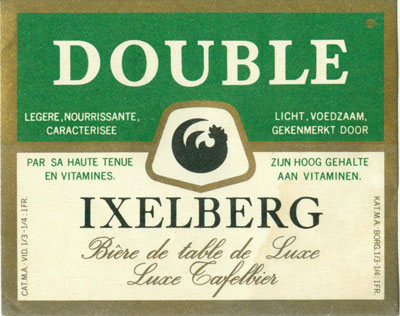 DOUBLE
LEGERE, NOURRISSANTE,
CARACTERISEE
LICHT, VOEDZAAM,
GEKENMERKT DOOR
PAR SA HAUTE TENUE
EN VITAMINES.
ZIJN HOOG GEHALTE
AAN VITAMINEN.
IXELBERG
Bière de table de Luxe
Luxe Tafelbier
CAT.M.A.-VID. 1/3-1/4: 1 FR.
KAT.M.A. BORG. 1/3-1/4: 1 FR.